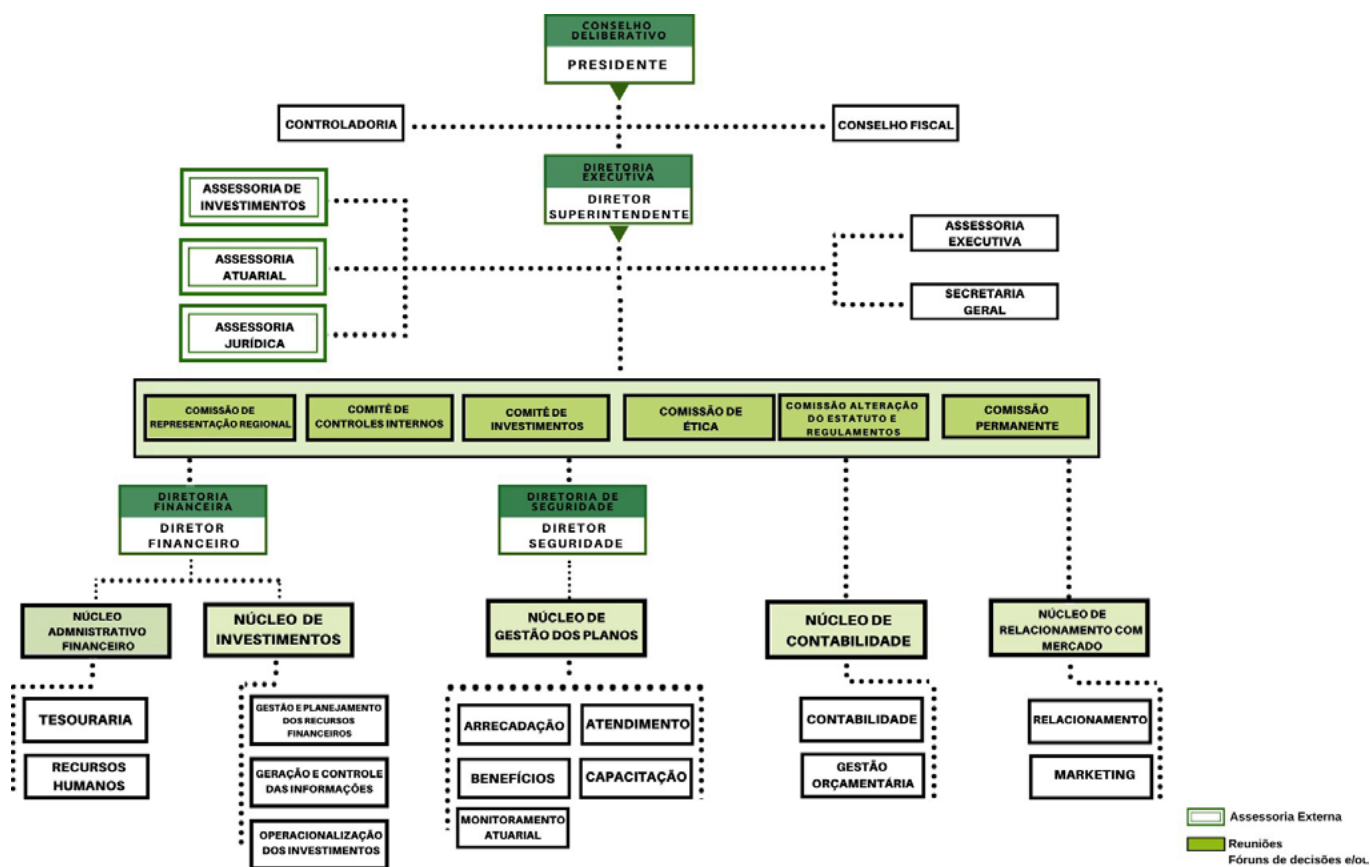 CONSELHO
DELIBERATIVO
PRESIDENTE
CONTROLADORIA
CONSELHO FISCAL
DIRETORIA
EXECUTIVA
DIRETOR
SUPERINTENDENTE
ASSESSORIA DE
INVESTIMENTOS
ASSESSORIA
ATUARIAL
ASSESSORIA
JURÍDICA
ASSESSORIA
EXECUTIVA
SECRETARIA
GERAL
COMISSÃO DE
REPRESENTAÇÃO REGIONAL
COMITÊ DE
CONTROLES INTERNOS
COMITÊ DE
INVESTIMENTOS
COMISSÃO DE
ÉTICA
COMISSÃO ALTERAÇÃO
DO ESTATUTO E
REGULAMENTOS
COMISSÃO
PERMANENTE
DIRETORIA
FINANCEIRA
DIRETOR
FINANCEIRO
DIRETORIA DE
SEGURIDADE
DIRETOR
SEGURIDADE
NÚCLEO
ADMNISTRATIVO
FINANCEIRO
NÚCLEO DE
INVESTIMENTOS
NÚCLEO DE
GESTÃO DOS PLANOS
NÚCLEO DE
CONTABILIDADE
NÚCLEO DE
RELACIONAMENTO COM
MERCADO
TESOURARIA
RECURSOS
HUMANOS
GESTÃO E PLANEJAMENTO
DOS RECURSOS
FINANCEIROS
GERAÇÃO E CONTROLE
DAS INFORMAÇÕES
OPERACIONALIZAÇÃO
DOS INVESTIMENTOS
ARRECADAÇÃO
ATENDIMENTO
BENEFÍCIOS
CAPACITAÇÃO
MONITORAMENTO
ATUARIAL
CONTABILIDADE
GESTÃO
ORÇAMENTÁRIA
RELACIONAMENTO
MARKETING
Assessoria Externa
Reuniões
Fóruns de decisões e/ou